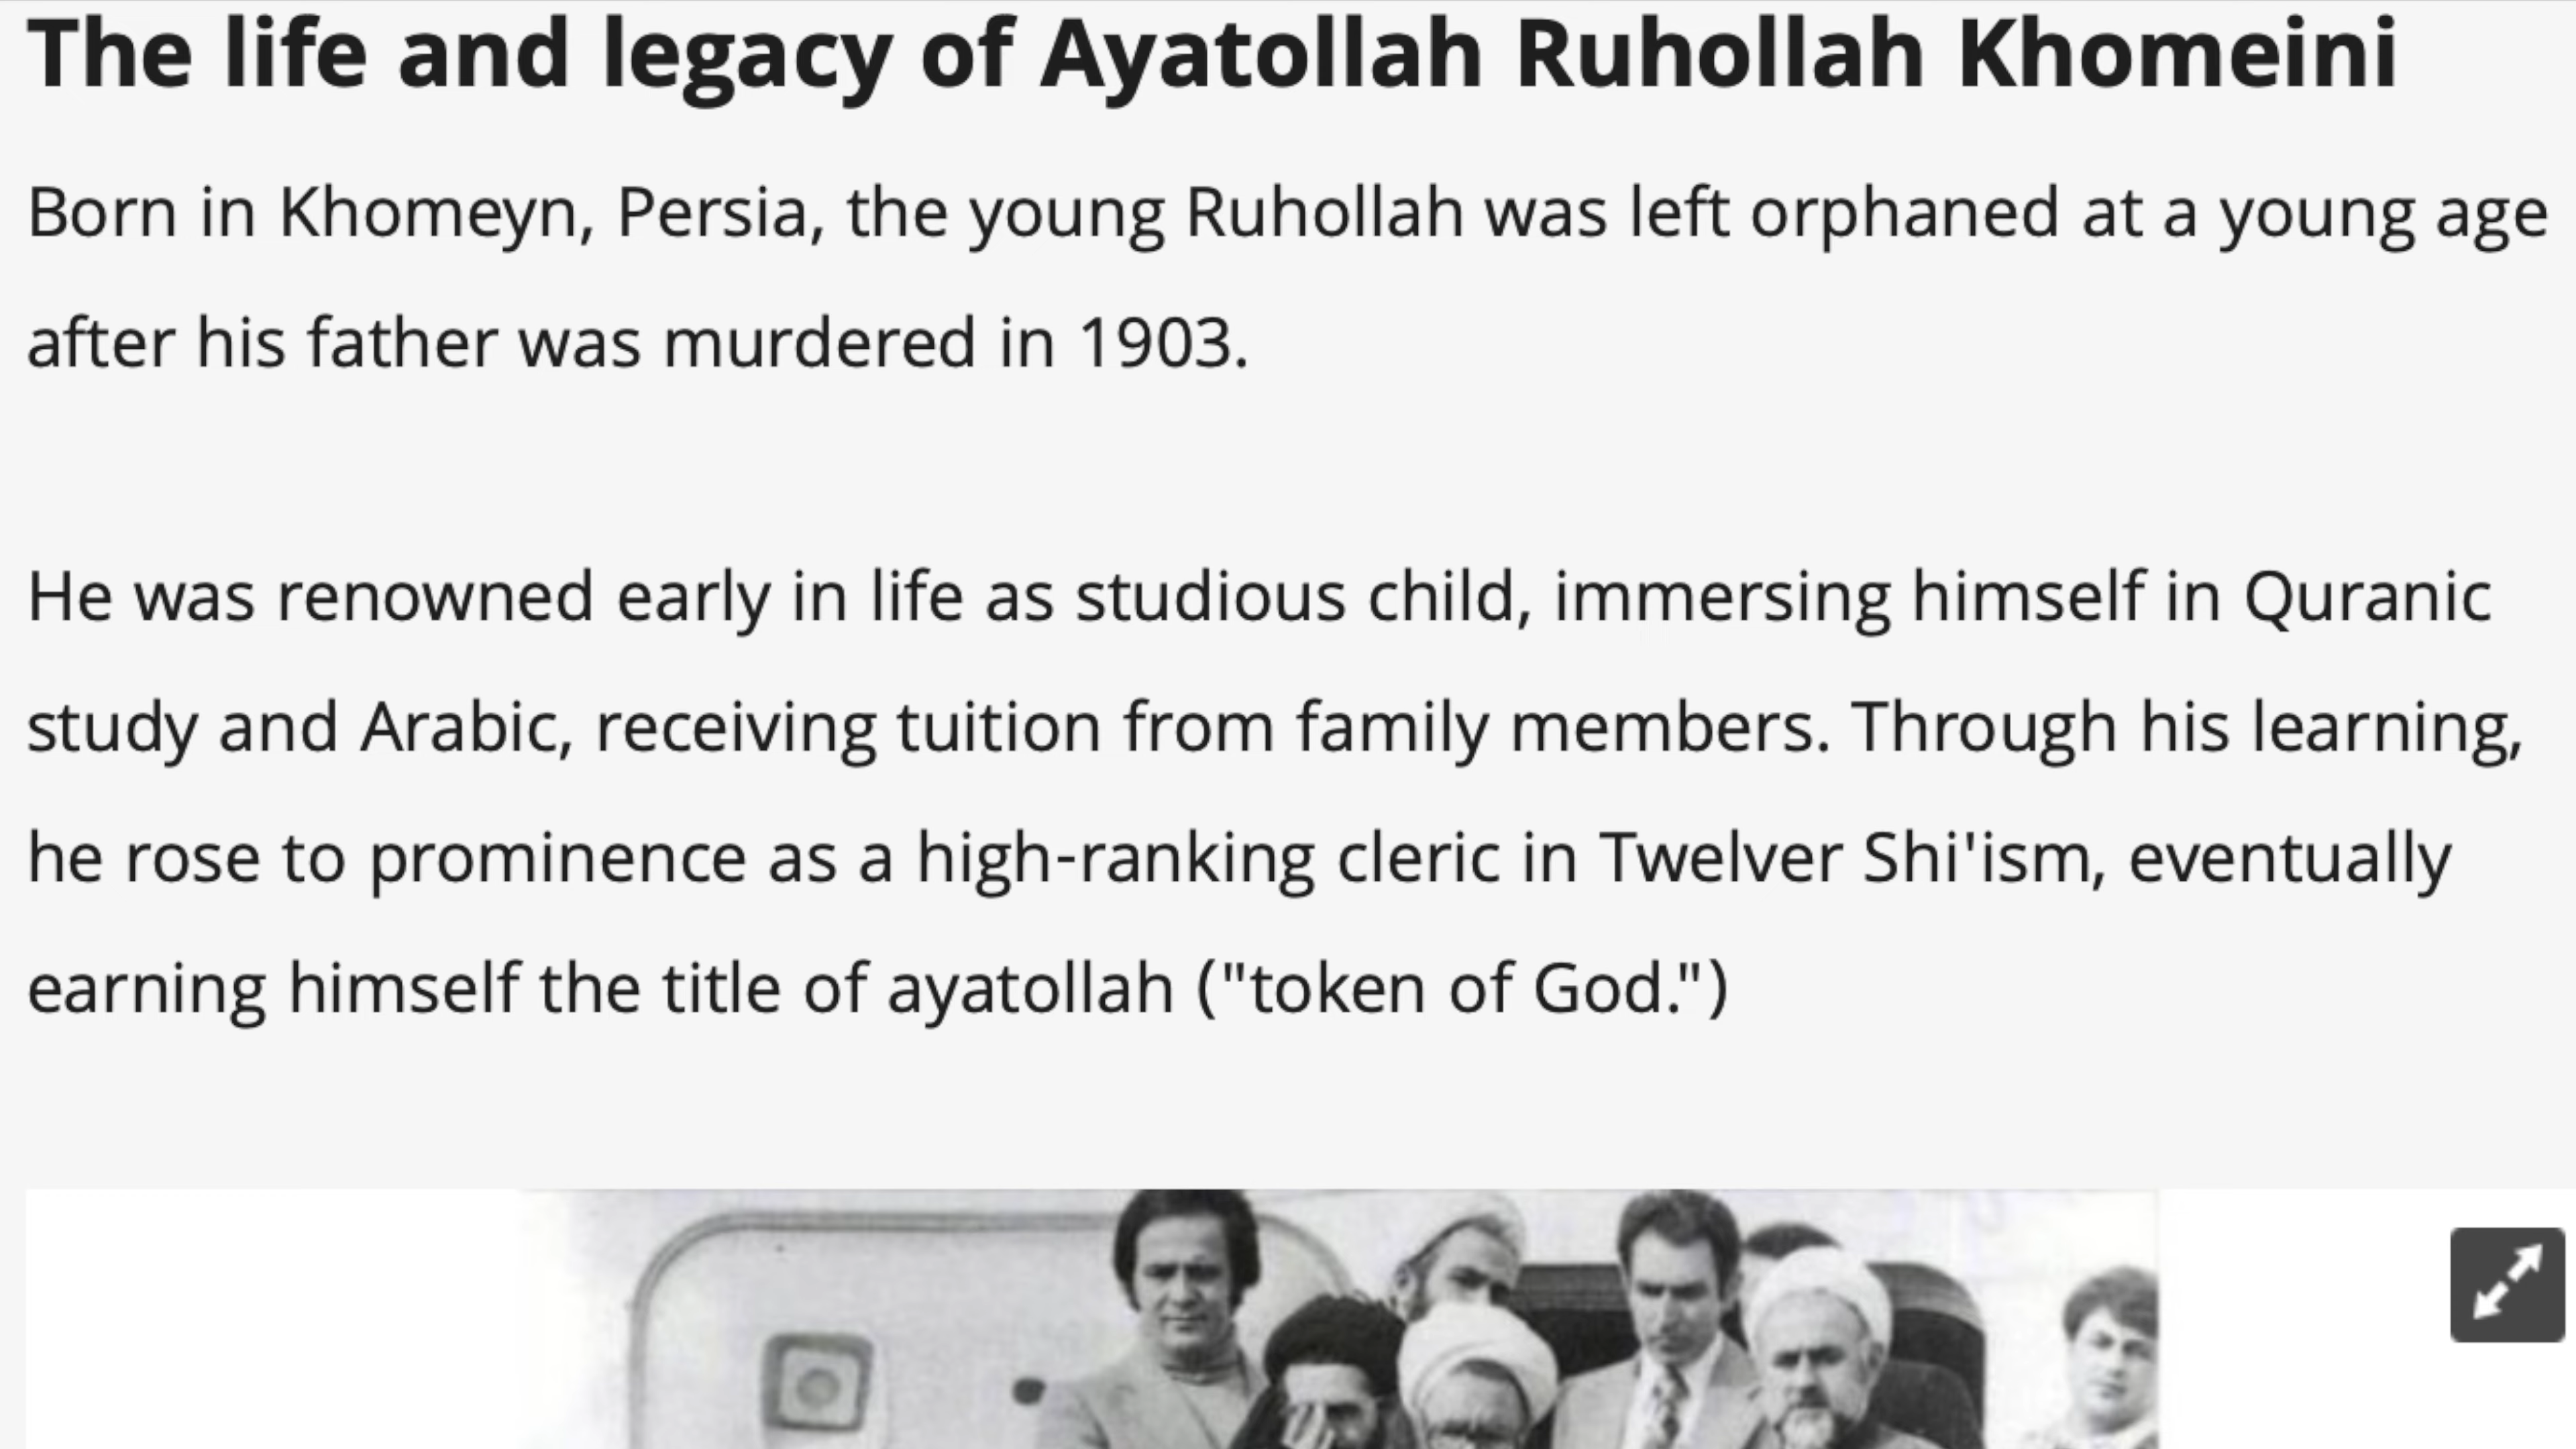 The life and legacy of Ayatollah Ruhollah Khomeini
Born in Khomeyn, Persia, the young Ruhollah was left orphaned at a young age
after his father was murdered in 1903.
He was renowned early in life as studious child, immersing himself in Quranic
study and Arabic, receiving tuition from family members. Through his learning,
he rose to prominence as a high-ranking cleric in Twelver Shi'ism, eventually
earning himself the title of ayatollah ("token of God.")